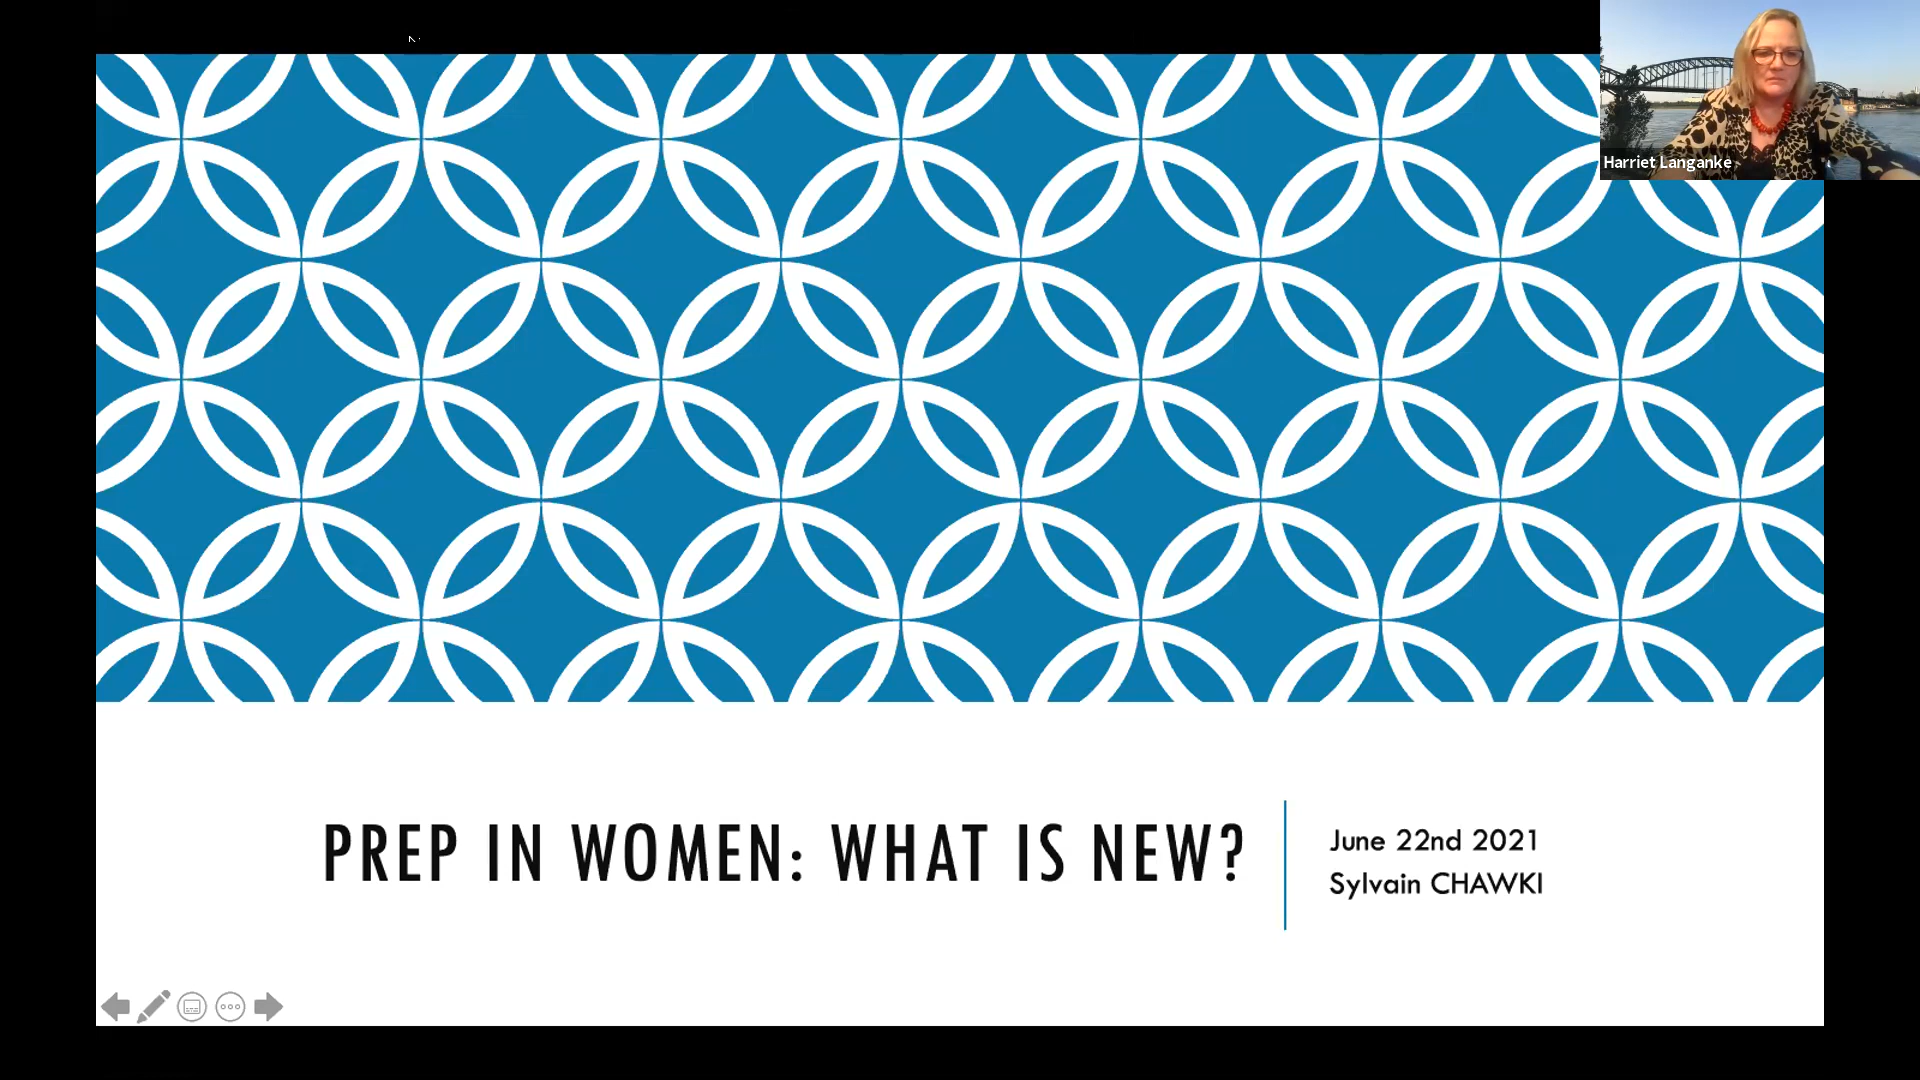 Harriet Langanke
PREP IN WOMEN: WHAT IS NEW?
June 22nd 2021
Sylvain CHAWKI